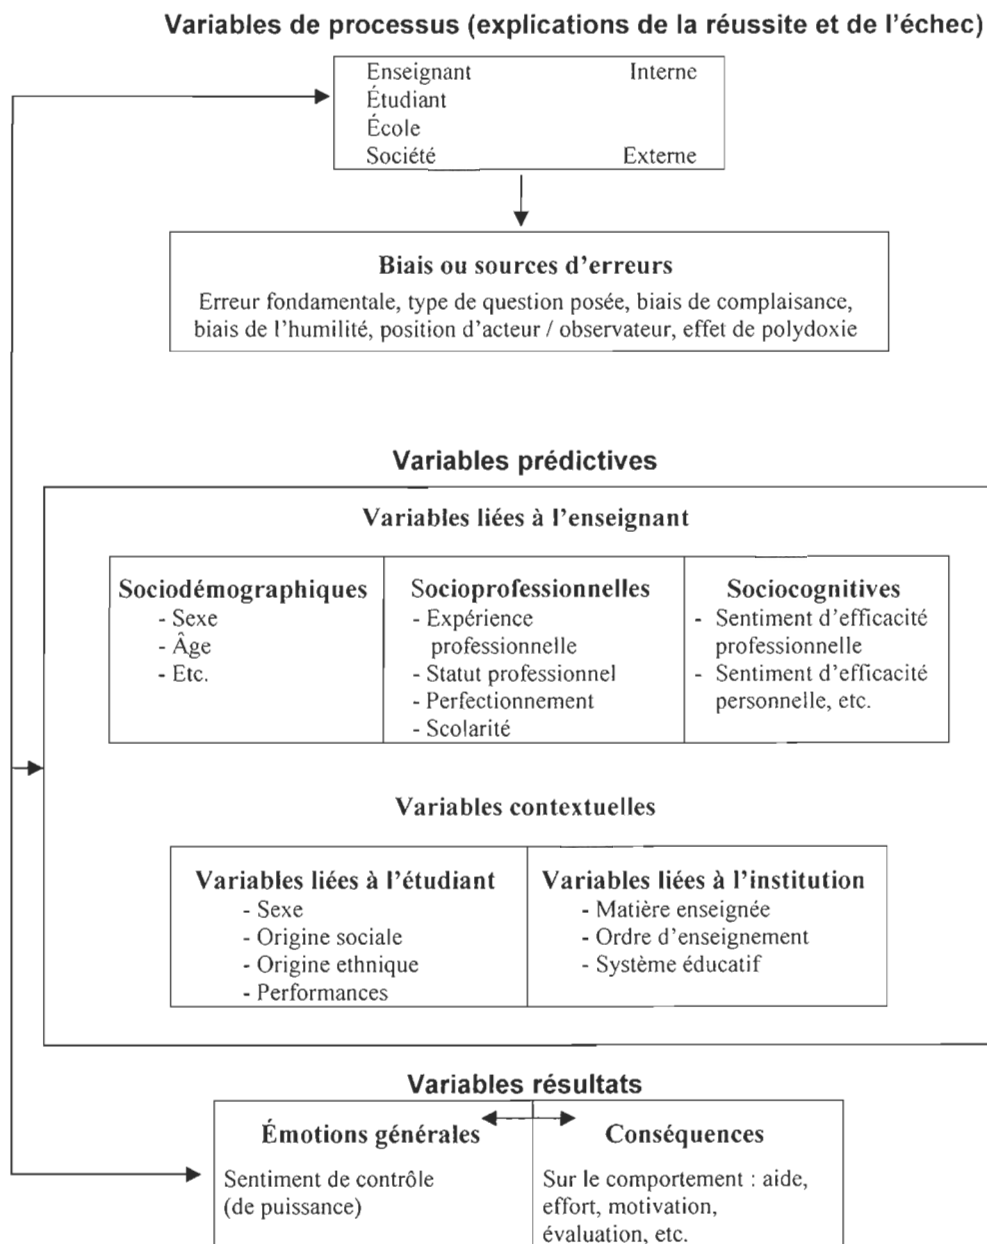 Variables de processus (explications de la réussite et de l'échec)
Enseignant Interne
Étudiant
École
Société Externe
Biais ou sources d'erreurs
Erreur fondamentale, type de question posée, biais de complaisance,
biais de l'humilité, position d'acteur / observateur, effet de polydoxie
Variables prédictives
Variables liées à l'enseignant
Sociodémographiques
- Sexe
- Âge
- Etc.
Socioprofessionnelles
- Expérience
professionnelle
- Statut professionnel
- Perfectionnement
- Scolarité
Sociocognitives
- Sentiment d'efficacité
professionnelle
- Sentiment d'efficacité
personnelle, etc.
Variables contextuelles
Variables liées à l'étudiant
- Sexe
- Origine sociale
- Origine ethnique
- Performances
Variables liées à l'institution
- Matière enseignée
- Ordre d'enseignement
- Système éducatif
Variables résultats
Émotions générales
Sentiment de contrôle
(de puissance)
Conséquences
Sur le comportement : aide,
effort, motivation,
évaluation, etc.